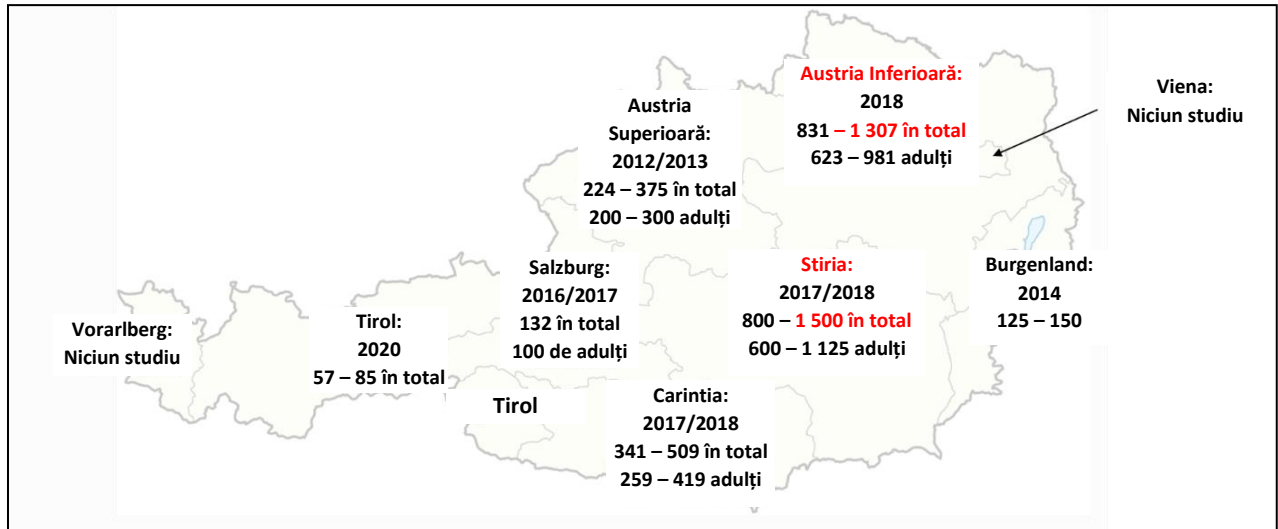 Austria Inferioară:
2018
831 – 1 307 în total
623 – 981 adulți
Viena:
Niciun studiu
Austria
Superioară:
2012/2013
224 – 375 în total
200 – 300 adulți
Salzburg:
2016/2017
132 în total
100 de adulți
Stiria:
2017/2018
800 – 1 500 în total
600 – 1 125 adulți
Burgenland:
2014
125 – 150
Vorarlberg:
Niciun studiu
Tirol:
2020
57 – 85 în total
Tirol
Carintia:
2017/2018
341 – 509 în total
259 – 419 adulți